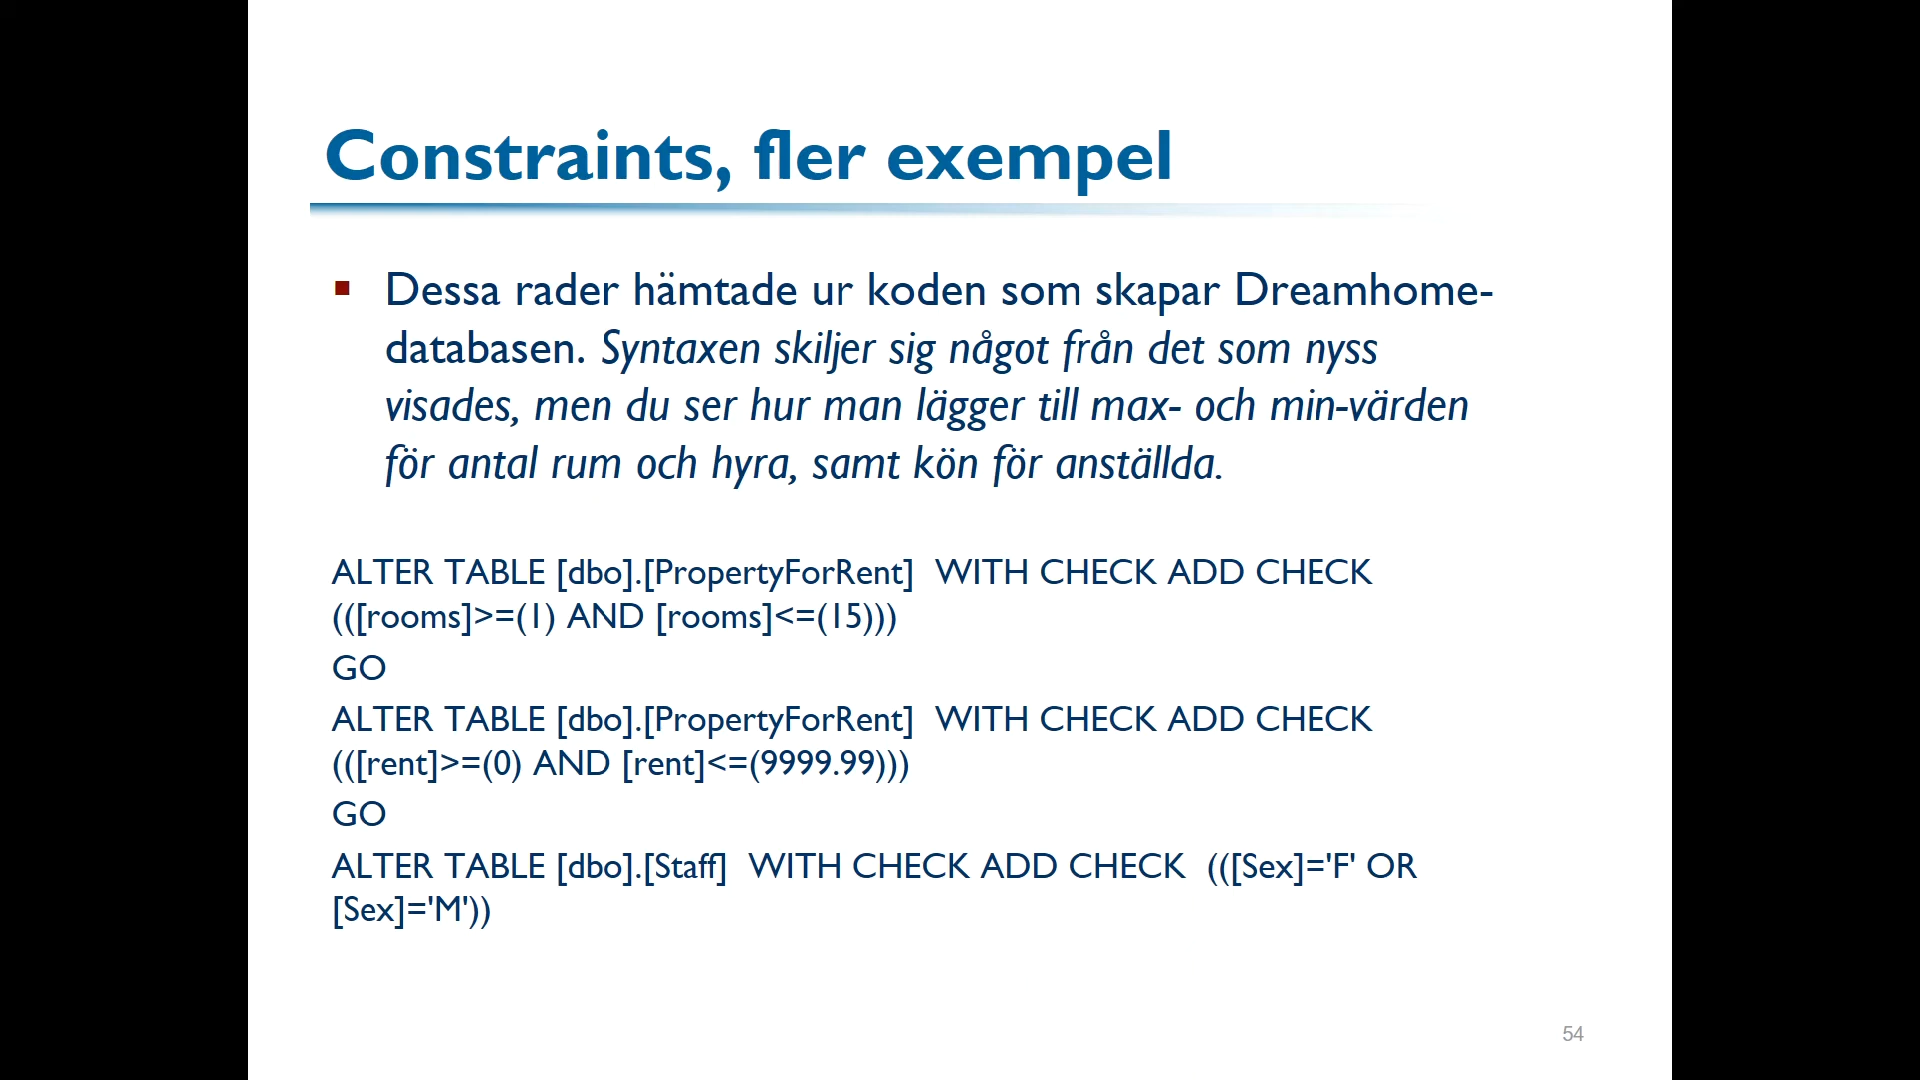 Constraints, fler exempel
Dessa rader hämtade ur koden som skapar Dreamhome-
databasen. Syntaxen skiljer sig något från det som nyss
visades, men du ser hur man lägger till max- och min-värden
för antal rum och hyra, samt kön för anställda.
ALTER TABLE [dbo].[PropertyForRent]  WITH CHECK ADD CHECK
(([rooms]>=(1) AND [rooms]<=(15)))
GO
ALTER TABLE [dbo].[PropertyForRent]  WITH CHECK ADD CHECK
(([rent]>=(0) AND [rent]<=(9999.99)))
GO
ALTER TABLE [dbo].[Staff]  WITH CHECK ADD CHECK  (([Sex]='F' OR
[Sex]='M'))
54